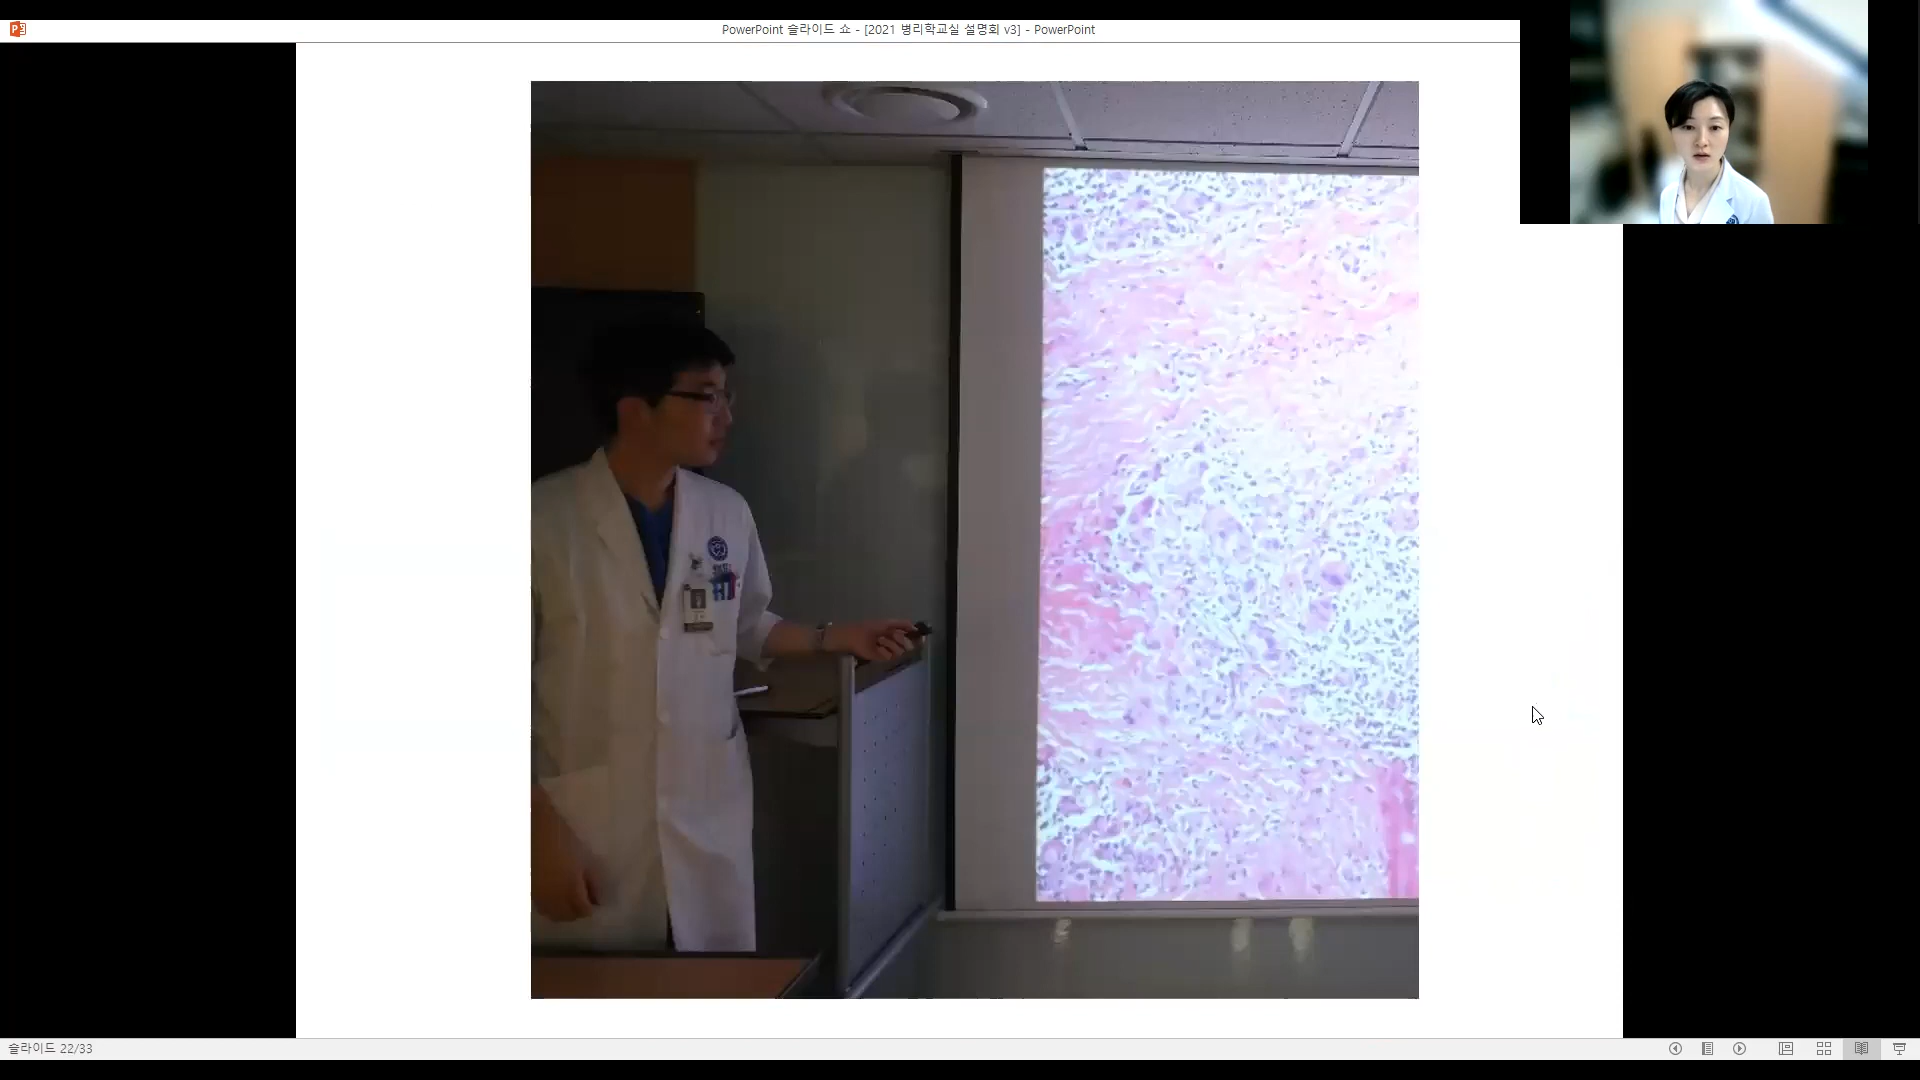 PowerPoint 슬라이드 쇼 - [2021 병리학교실 설명회 v3] - PowerPoint
슬라이드 22/33